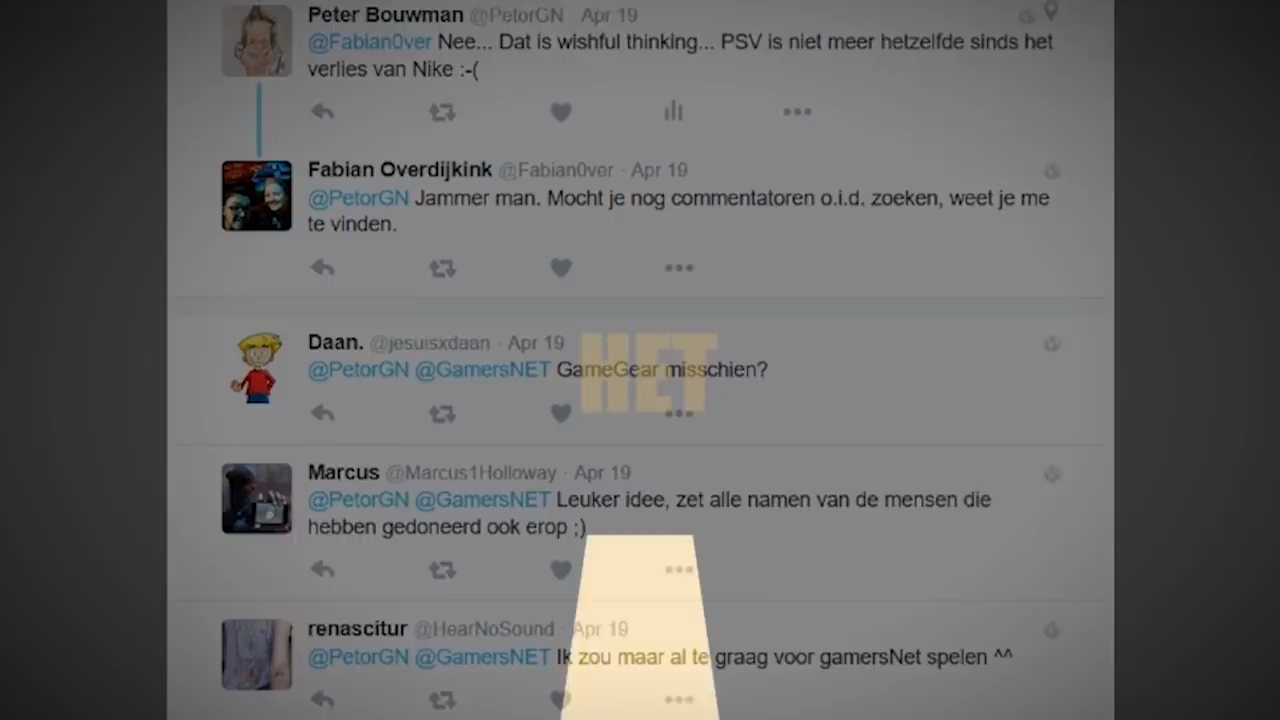 Peter Bouwman @PetorGN Apr 19
@Fabian0ver Nee... Dat is wishful thinking... PSV is niet meer hetzelfde sinds het
verlies van Nike :-(
Fabian Overdijkink @Fabian0ver · Apr 19
@PetorGN Jammer man. Mocht je nog commentatoren o.i.d. zoeken, weet je me
te vinden.
Daan. @jesuisxdaan · Apr 19
@PetorGN @GamersNET GameGear misschien?
HET
Marcus @Marcus1Holloway · Apr 19
@PetorGN @GamersNET Leuker idee, zet alle namen van de mensen die
hebben gedoneerd ook erop ;)
renascitur @HearNoSound · Apr 19
@PetorGN @GamersNET Ik zou maar al te graag voor gamersNet spelen ^^